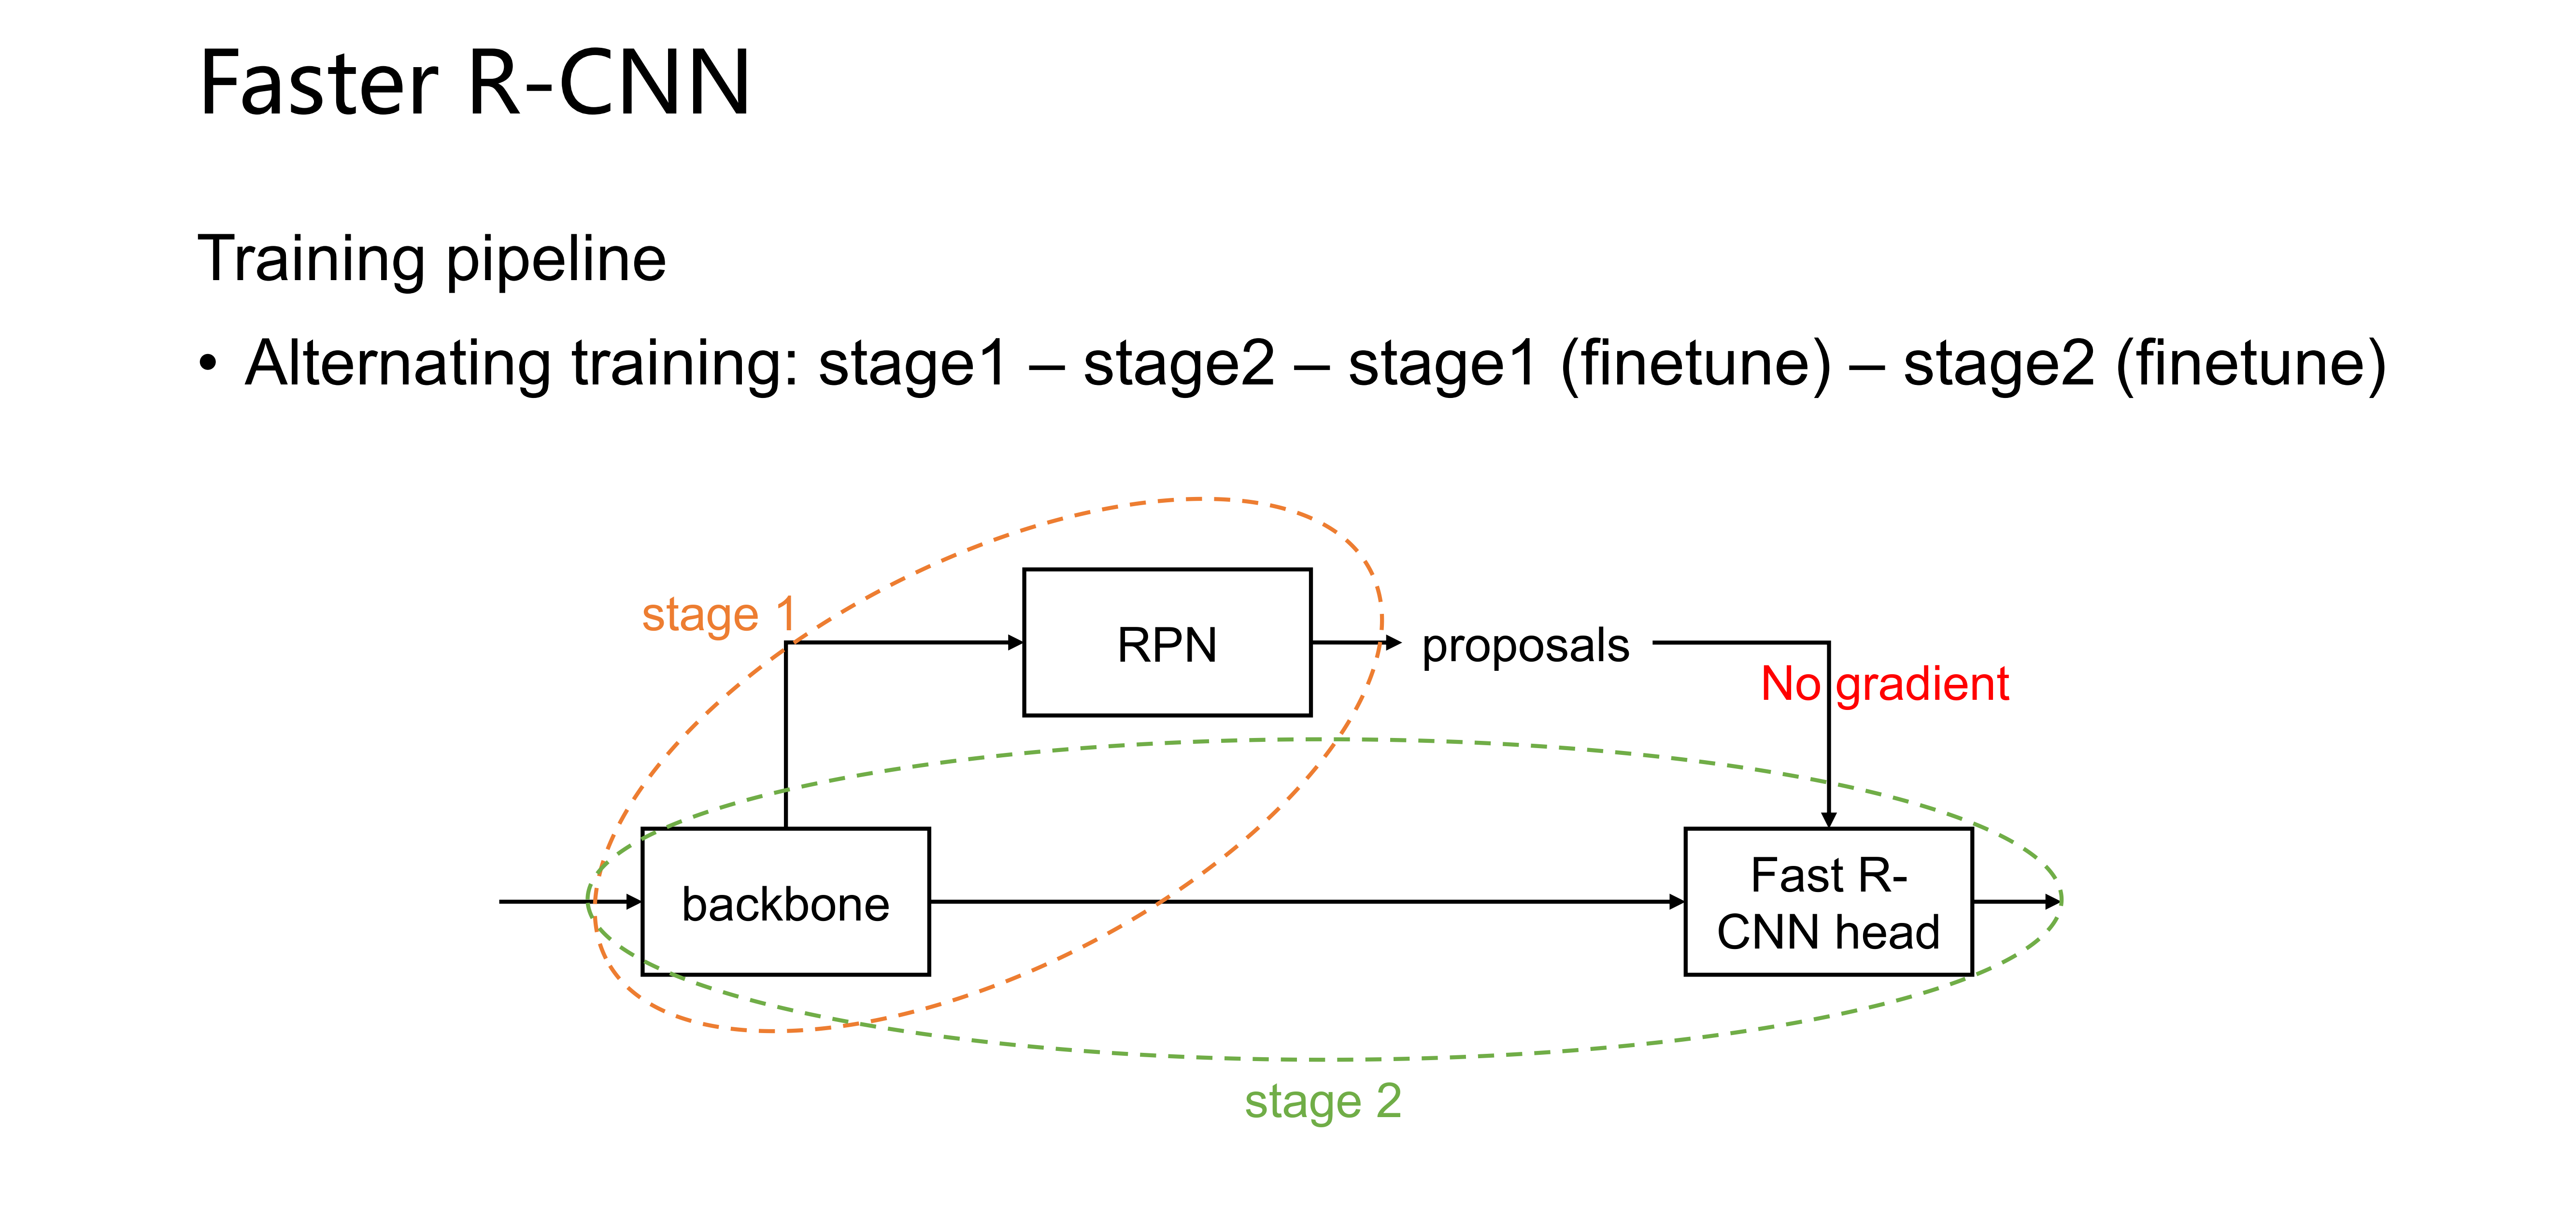 Faster R-CNN
Training pipeline
• Alternating training: stage1 – stage2 – stage1 (finetune) – stage2 (finetune)
stage 1
RPN
proposals
No gradient
backbone
Fast R-
CNN head
stage 2